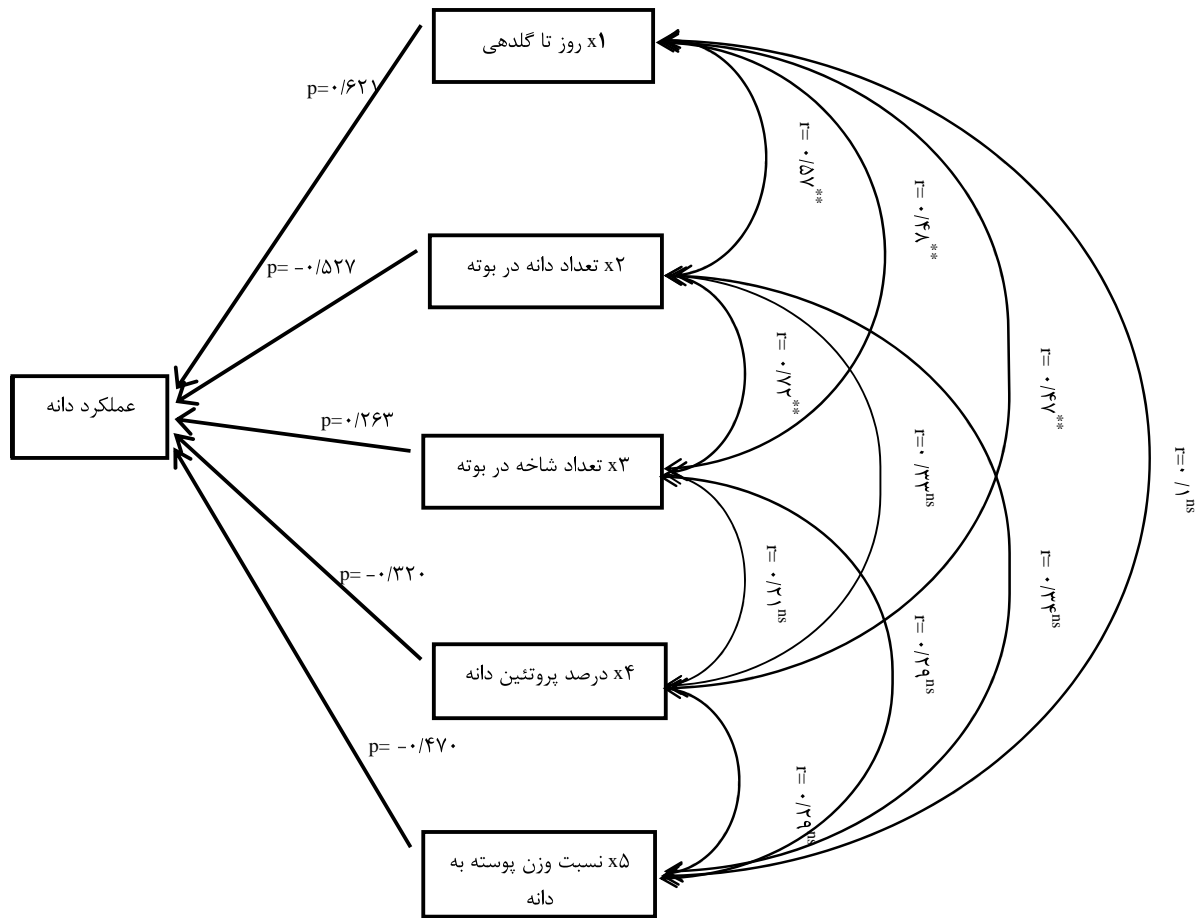 x۱ روز تا گلدهی
p=۰/۶۲۱
r= ۰/۵۷**
r= ۰/۴۸**
x۲ تعداد دانه در بوته
p= -۰/۵۲۷
r= ۰/۷۲**
r= ۰/۴۷**
عملکرد دانه
p=۰/۲۶۳
x۳ تعداد شاخه در بوته
r= ۰/۳۳ns
r=۰/۱ns
p= -۰/۳۲۰
r= ۰/۲۱ns
r= ۰/۳۴ns
x۴ درصد پروتئین دانه
r= ۰/۲۹ns
p= -۰/۴۷۰
r= ۰/۲۹ns
x۵ نسبت وزن پوسته به
دانه